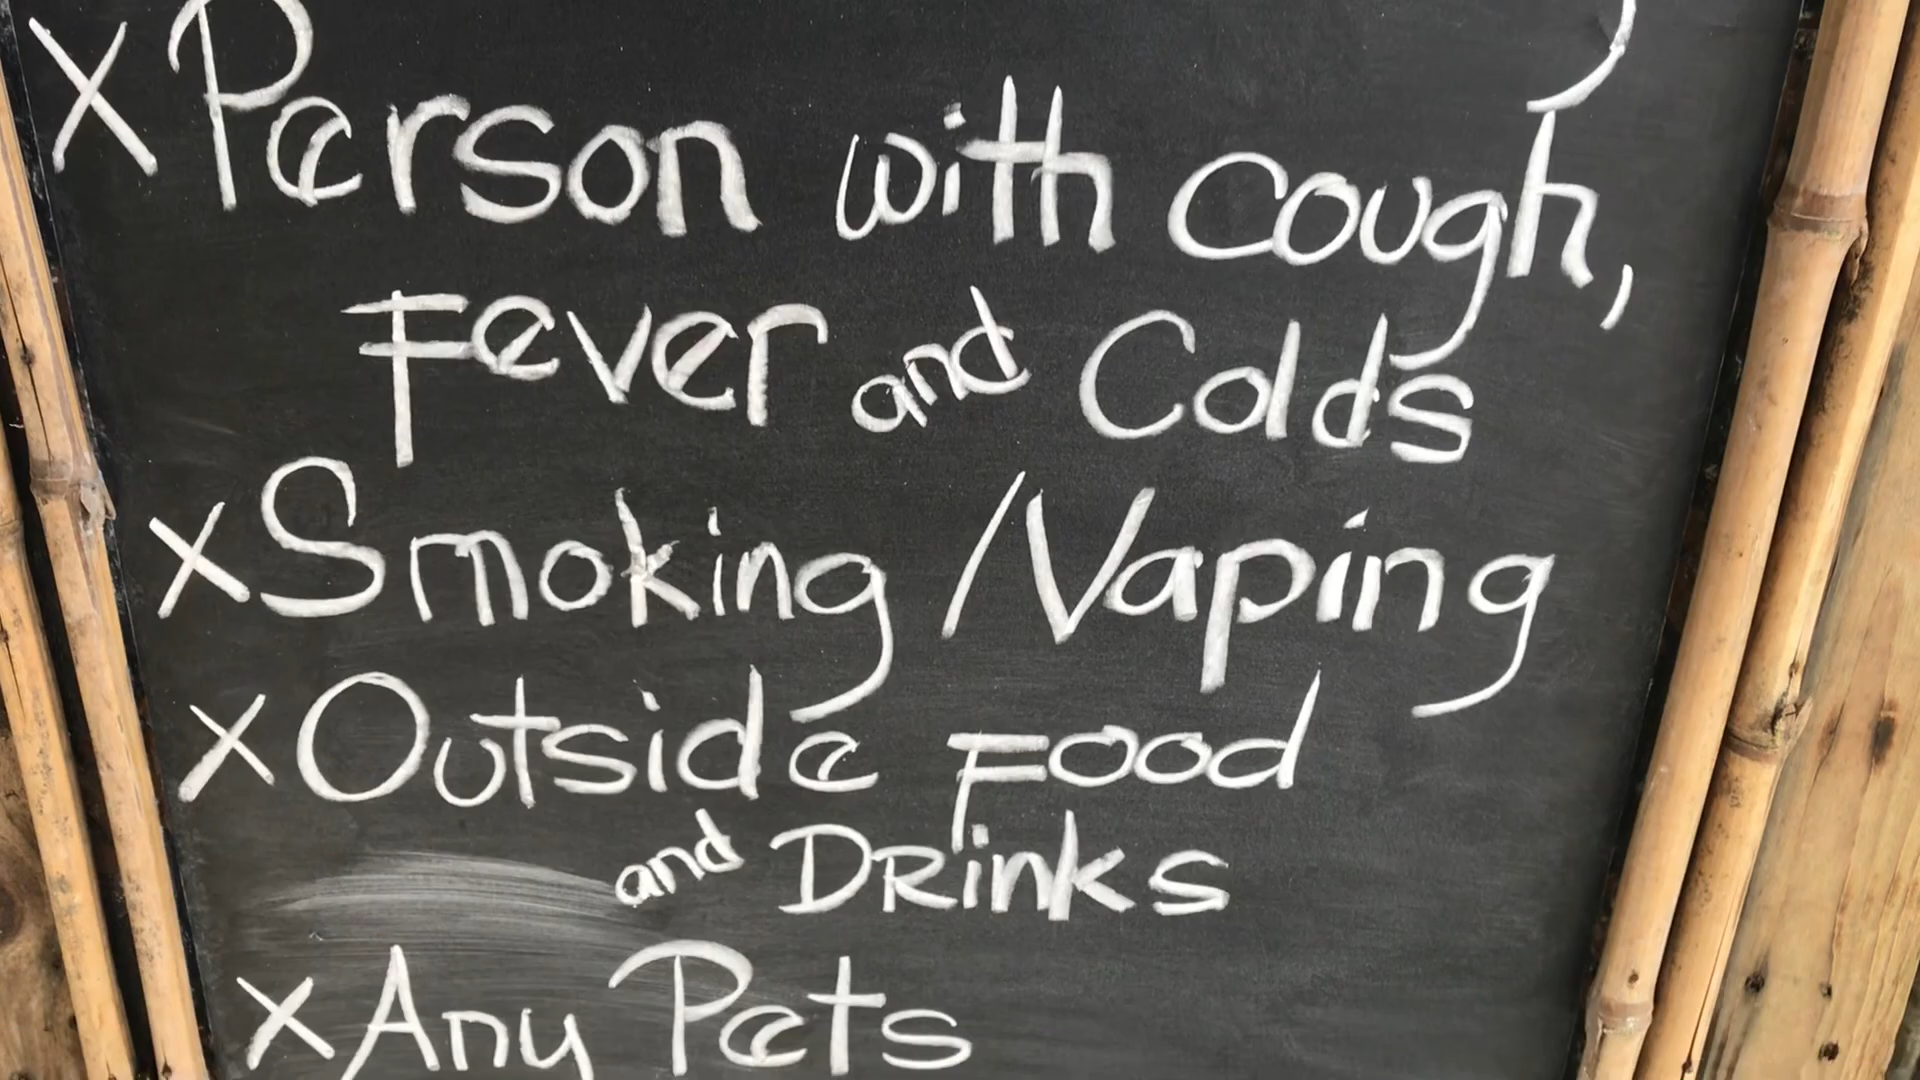 x Person with cough,
Fever and Colds
x Smoking /Vaping
x Outside Food
and DRinks
x Any Pets